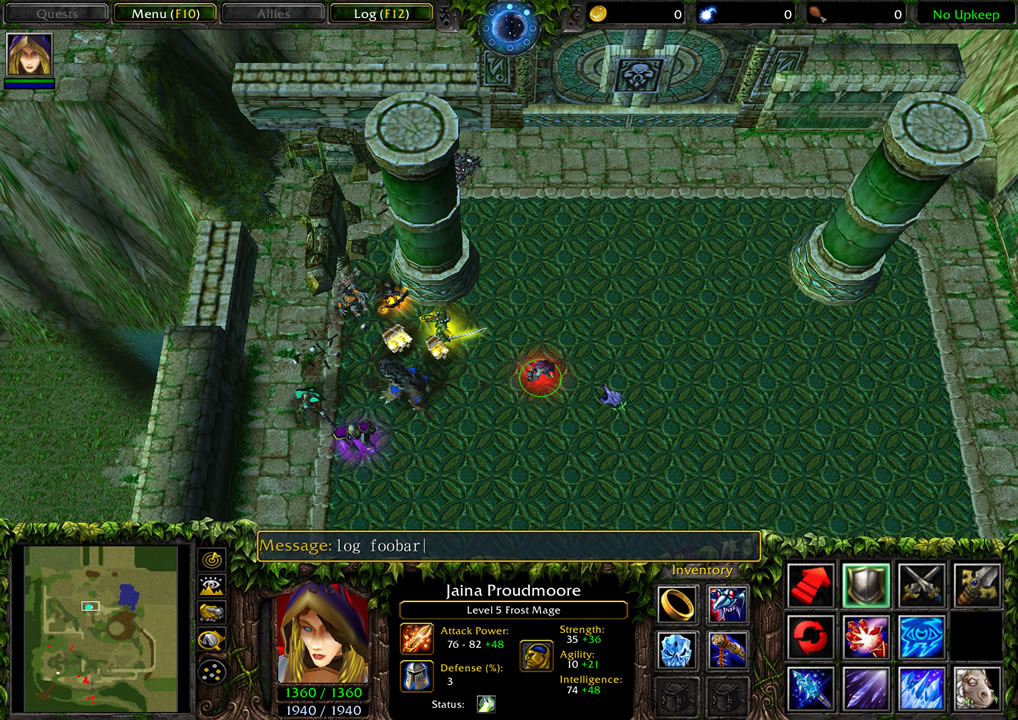 Quests Menu (F10) Allies Log (F12) 0 0 0 No Upkeep
Message: log foobar
Inventory
Jaina Proudmoore
Level 5 Frost Mage
Attack Power:
76 - 82 +48
Defense (%):
3
Status:
Strength:
35 +36
Agility:
10 +21
Intelligence:
74 +48
1360 / 1360
1940 / 1940